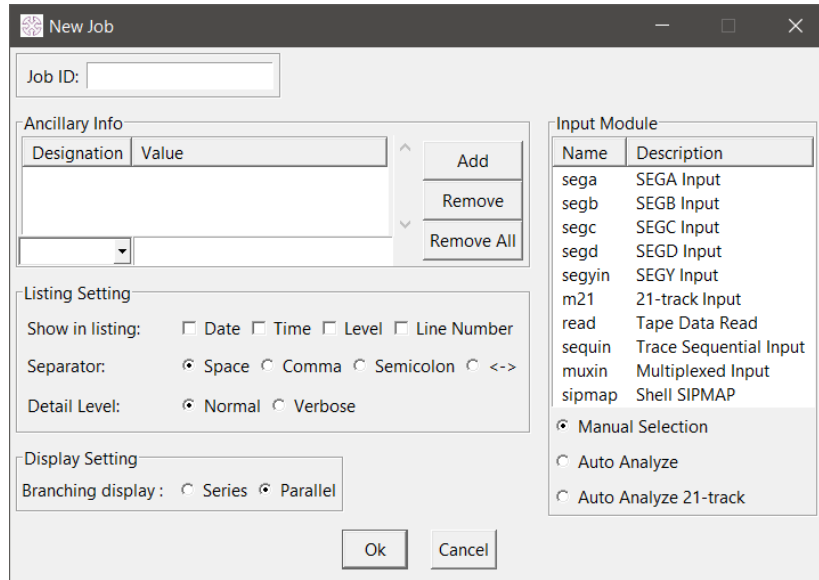 New Job
Job ID:
Ancillary Info
Designation Value
Add
Remove
Remove All
Listing Setting
Show in listing: Date Time Level Line Number
Separator: Space Comma Semicolon <->
Detail Level: Normal Verbose
Display Setting
Branching display : Series Parallel
Input Module
Name Description
sega SEGA Input
segb SEGB Input
segc SEGC Input
segd SEGD Input
segyin SEGY Input
m21 21-track Input
read Tape Data Read
sequin Trace Sequential Input
muxin Multiplexed Input
sipmap Shell SIPMAP
Manual Selection
Auto Analyze
Auto Analyze 21-track
Ok Cancel